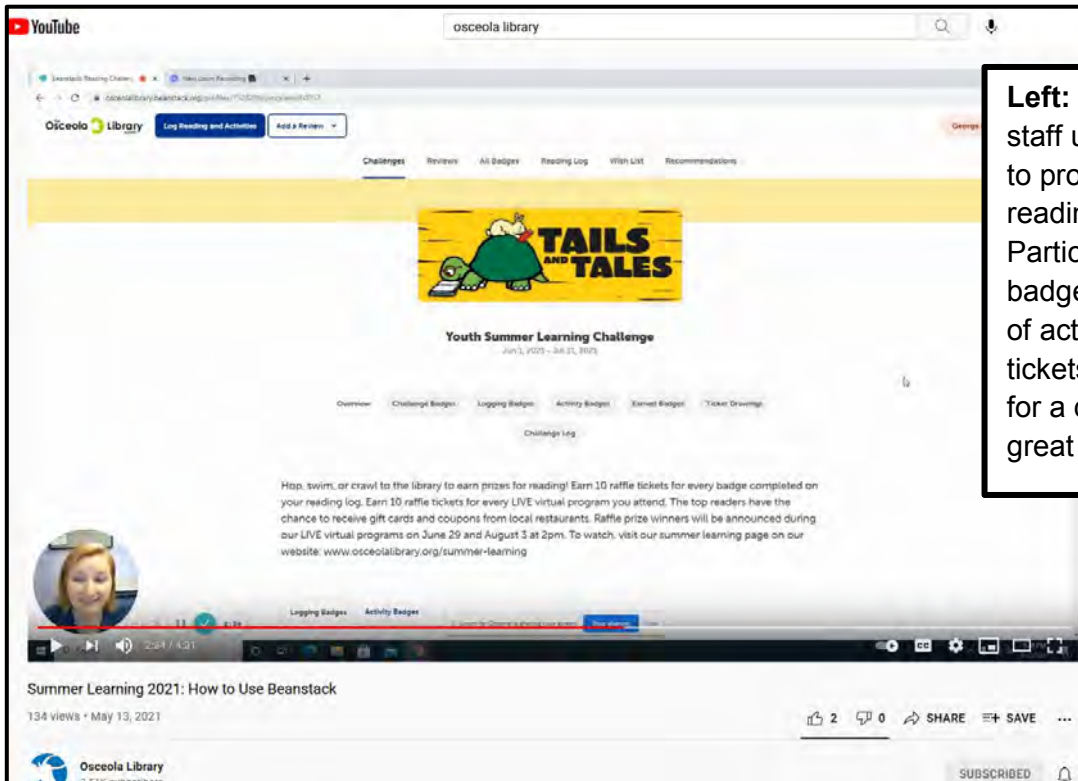 YouTube
osceola library
Osceola Library
Log Reading and Activities
Add a Review
George
Challenges Reviews All Badges Reading Log Wish List Recommendations
TAILS
AND TALES
Youth Summer Learning Challenge
Overview Challenge Badges Logging Badges Activity Badges Earned Badges Ticket Drawings
Challenge Log
Hop, swim, or crawl to the library to earn prizes for reading! Earn 10 raffle tickets for every badge completed on
your reading log. Earn 10 raffle tickets for every LIVE virtual program you attend. The top readers have the
chance to receive gift cards and coupons from local restaurants. Raffle prize winners will be announced during
our LIVE virtual programs on June 29 and August 3 at 2pm. To watch, visit our summer learning page on our
website: www.osceolalibrary.org/summer-learning
Logging Badges Activity Badges
Summer Learning 2021: How to Use Beanstack
134 views • May 13, 2021
2 0 SHARE SAVE
Osceola Library
SUBSCRIBED
Left:
staff u
to pro
readin
Partic
badge
of act
tickets
for a
great